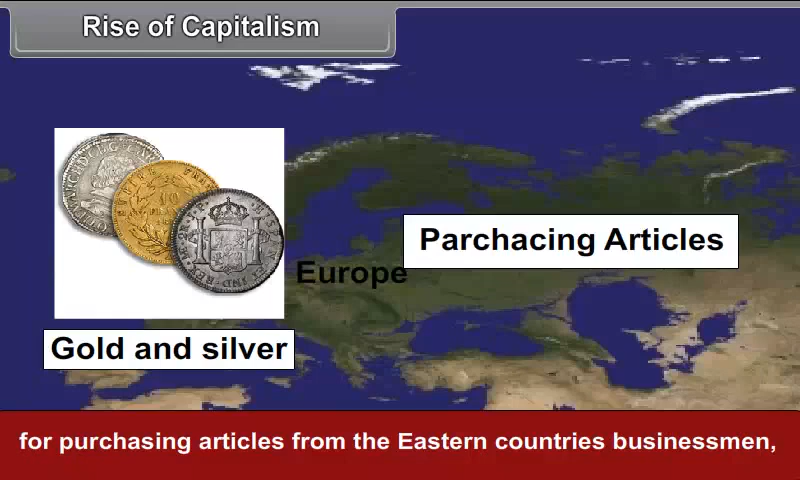 Rise of Capitalism
Parchacing Articles
Europe
Gold and silver
for purchasing articles from the Eastern countries businessmen,